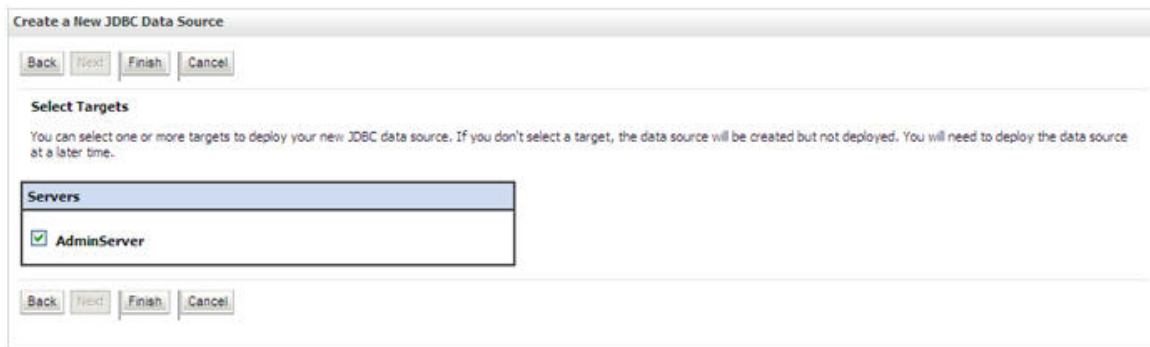 Create a New JDBC Data Source
Back Next Finish Cancel
Select Targets
You can select one or more targets to deploy your new JDBC data source. If you don't select a target, the data source will be created but not deployed. You will need to deploy the data source
at a later time.
Servers
AdminServer
Back Next Finish Cancel